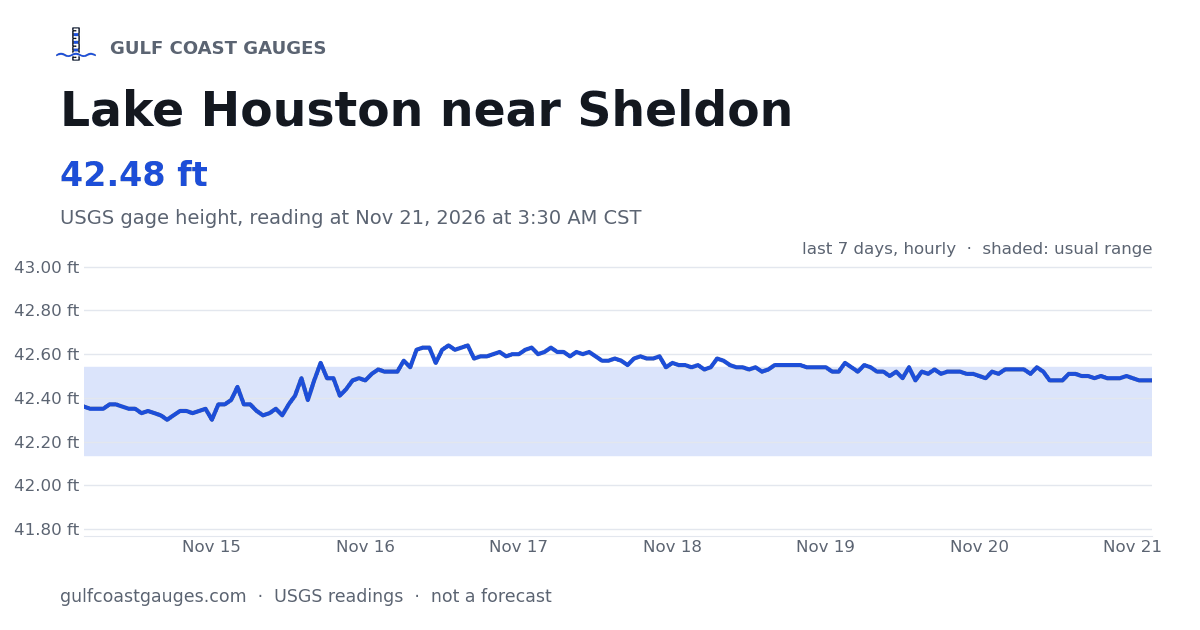 GULF COAST GAUGES
Lake Houston near Sheldon
42.48 ft
USGS gage height, reading at Nov 21, 2026 at 3:30 AM CST
last 7 days, hourly · shaded: usual range
43.00 ft
42.80 ft
42.60 ft
42.40 ft
42.20 ft
42.00 ft
41.80 ft
Nov 15 Nov 16 Nov 17 Nov 18 Nov 19 Nov 20 Nov 21
gulfcoastgauges.com · USGS readings · not a forecast